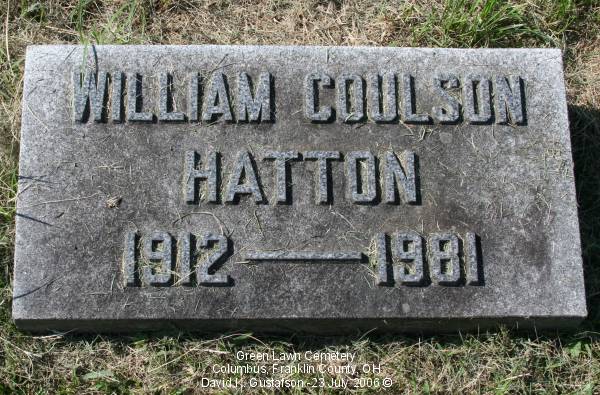 WILLIAM COULSON
HATTON
1912 — 1981
Green Lawn Cemetery
Columbus, Franklin County, OH
David K. Gustafson - 23 July 2006 ©